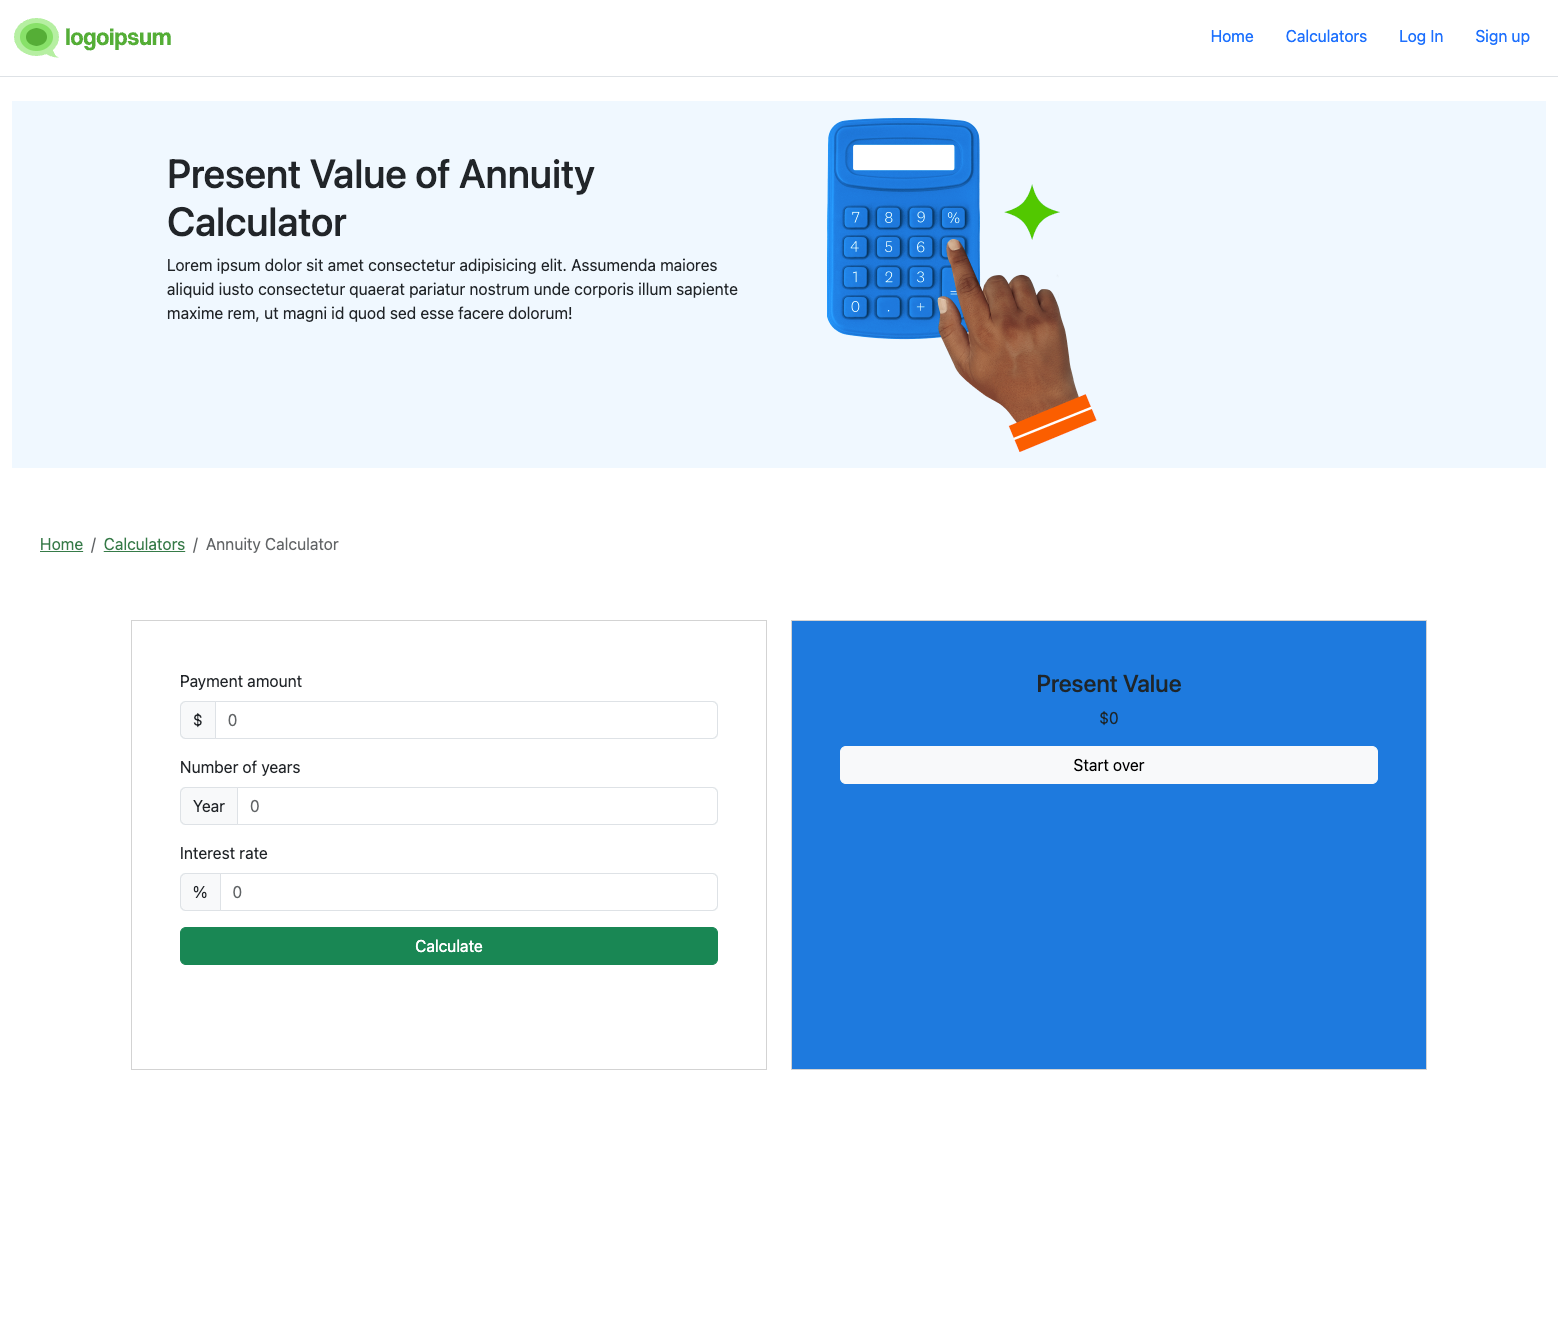 logoipsum
Home Calculators Log In Sign up
Present Value of Annuity
Calculator
Lorem ipsum dolor sit amet consectetur adipisicing elit. Assumenda maiores
aliquid iusto consectetur quaerat pariatur nostrum unde corporis illum sapiente
maxime rem, ut magni id quod sed esse facere dolorum!
7 8 9 %
4 5 6
1 2 3
0 . + =
Home / Calculators / Annuity Calculator
Payment amount
$ 0
Number of years
Year 0
Interest rate
% 0
Calculate
Present Value
$0
Start over